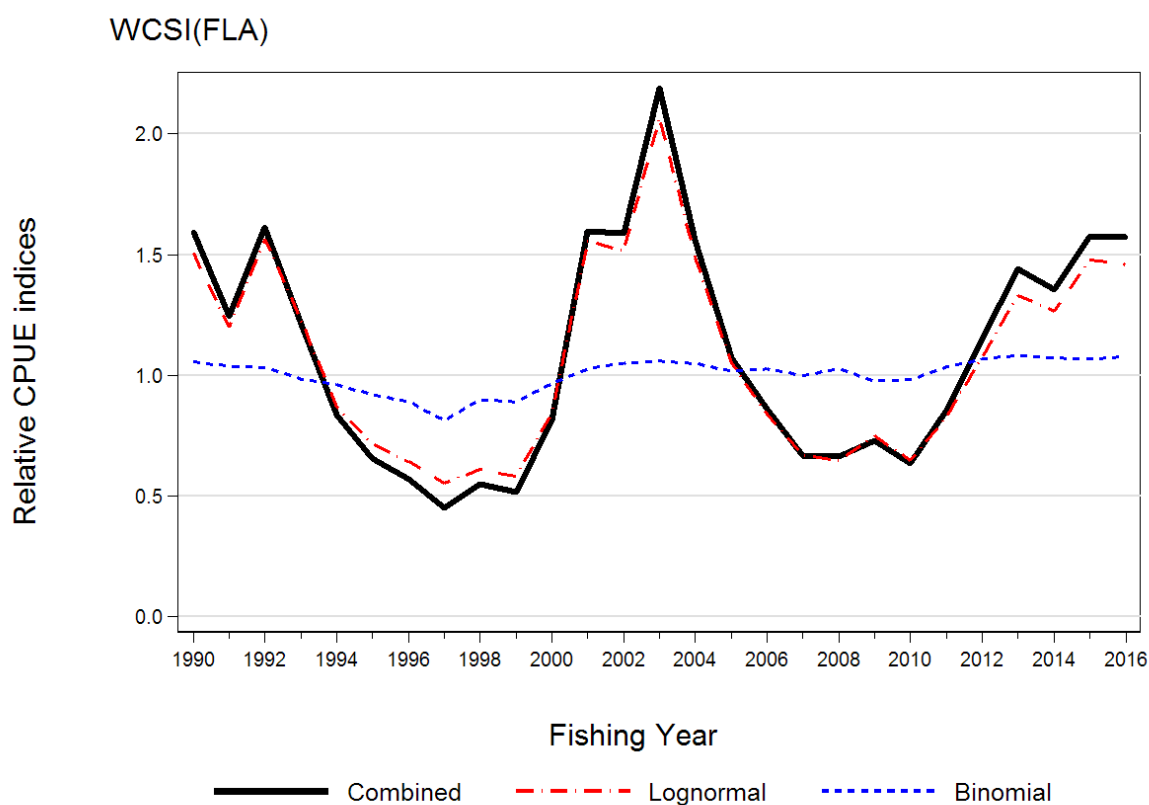 WCSI(FLA)
Relative CPUE indices
2.0
1.5
1.0
0.5
0.0
1990 1992 1994 1996 1998 2000 2002 2004 2006 2008 2010 2012 2014 2016
Fishing Year
Combined Lognormal Binomial